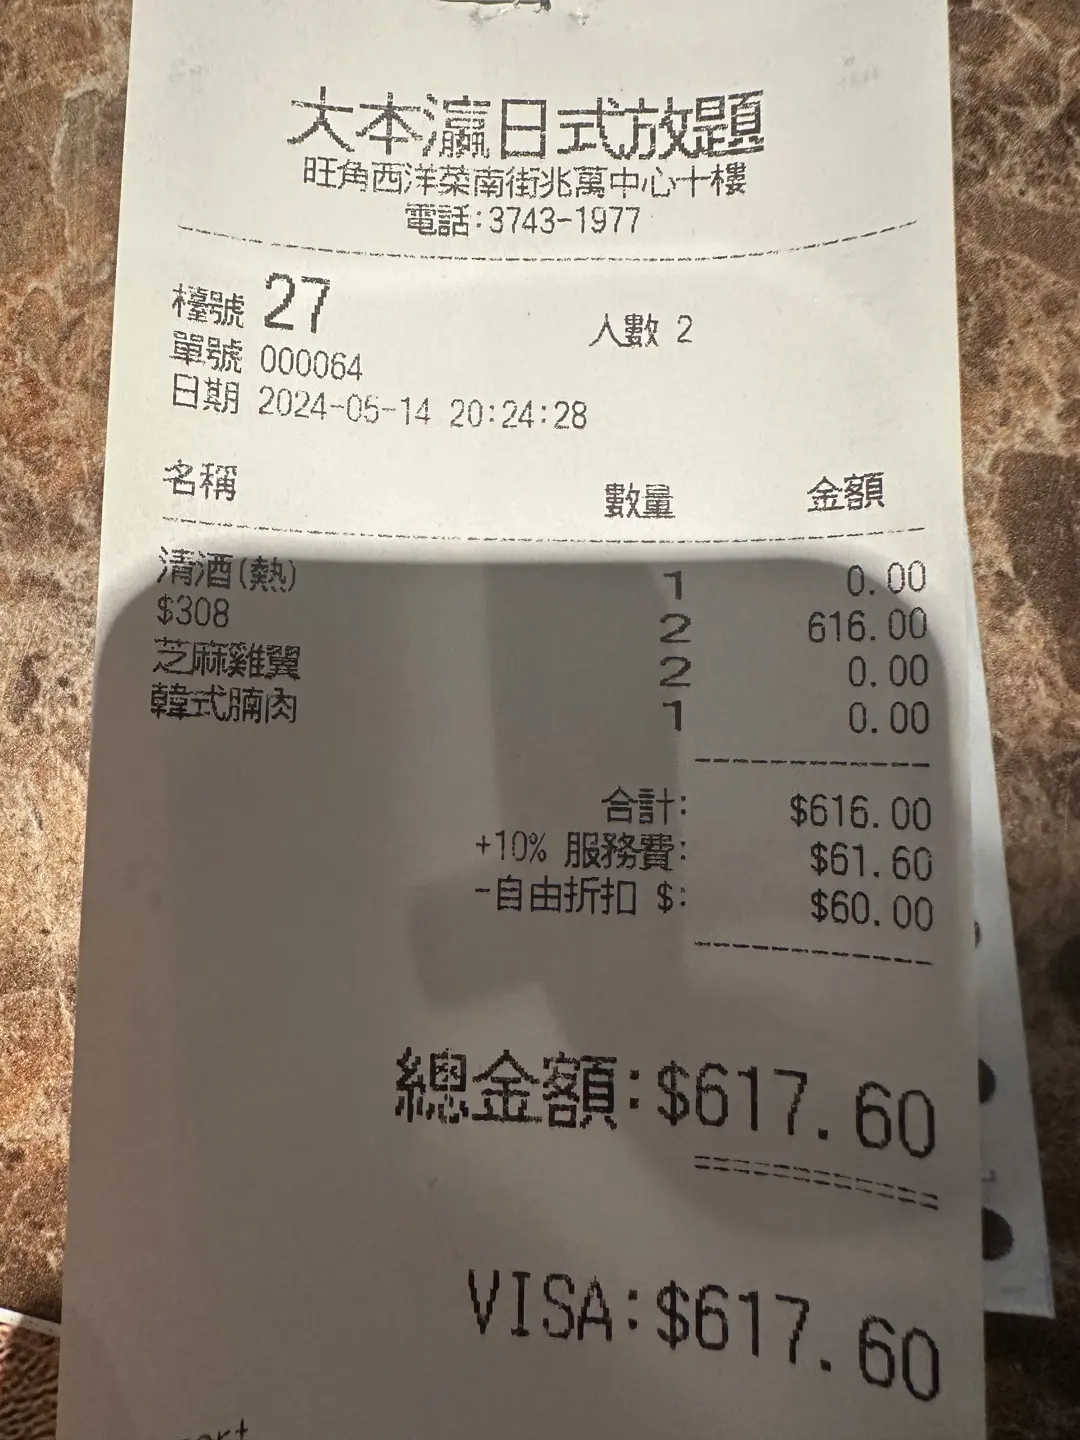 大本瀛日式放題
旺角西洋菜南街兆萬中心十樓
電話:3743-1977
檯號 27 人數 2
單號 000064
日期 2024-05-14 20:24:28
名稱 數量 金額
清酒(熱) 1 0.00
$308 2 616.00
芝麻雞翼 2 0.00
韓式腩肉 1 0.00
合計: $616.00
+10% 服務費: $61.60
-自由折扣 $: $60.00
總金額:$617.60
VISA:$617.60